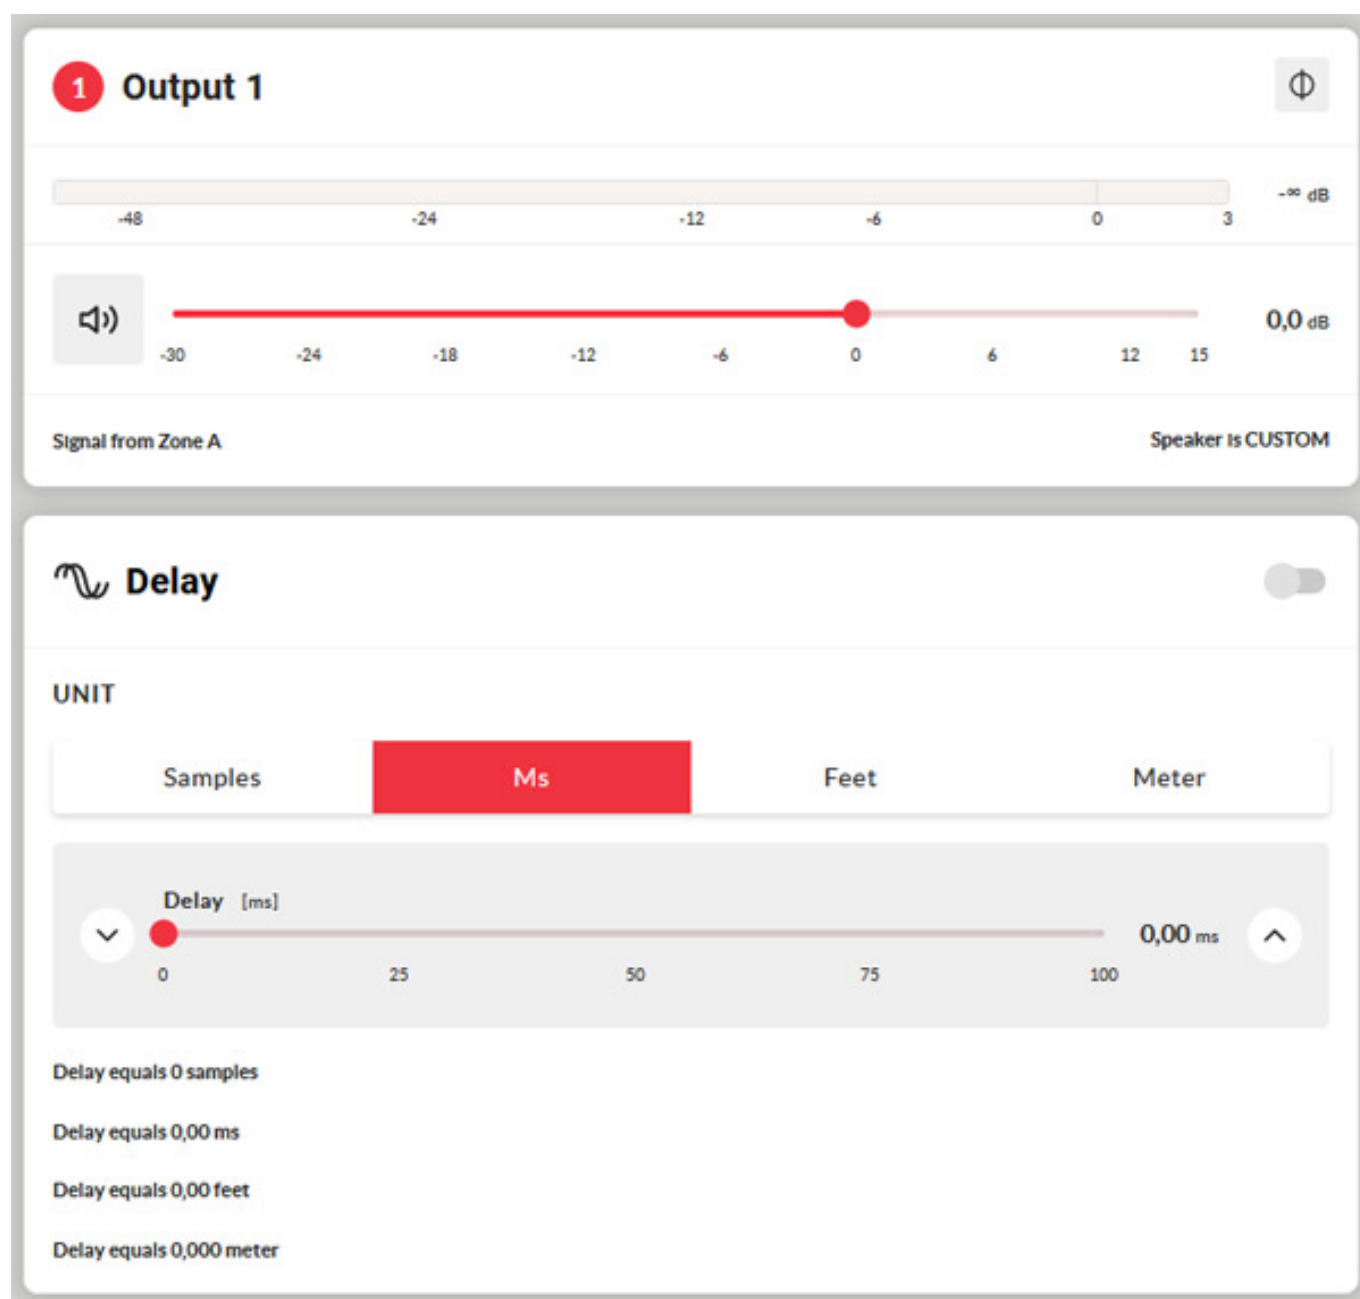 1 Output 1
-∞ dB
-48 -24 -12 -6 0 3
0,0 dB
-30 -24 -18 -12 -6 0 6 12 15
Signal from Zone A Speaker is CUSTOM
Delay
UNIT
Samples Ms Feet Meter
Delay [ms]
0,00 ms
0 25 50 75 100
Delay equals 0 samples
Delay equals 0,00 ms
Delay equals 0,00 feet
Delay equals 0,000 meter